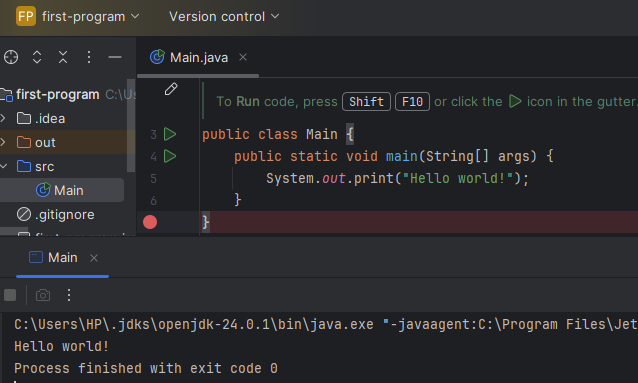 FP first-program Version control
Main.java
first-program C:\Us
.idea
out
src
Main
.gitignore
To Run code, press Shift F10 or click the icon in the gutter.
3 public class Main {
4 public static void main(String[] args) {
5 System.out.print("Hello world!");
6 }
}
Main
C:\Users\HP\.jdks\openjdk-24.0.1\bin\java.exe "-javaagent:C:\Program Files\Jet
Hello world!
Process finished with exit code 0